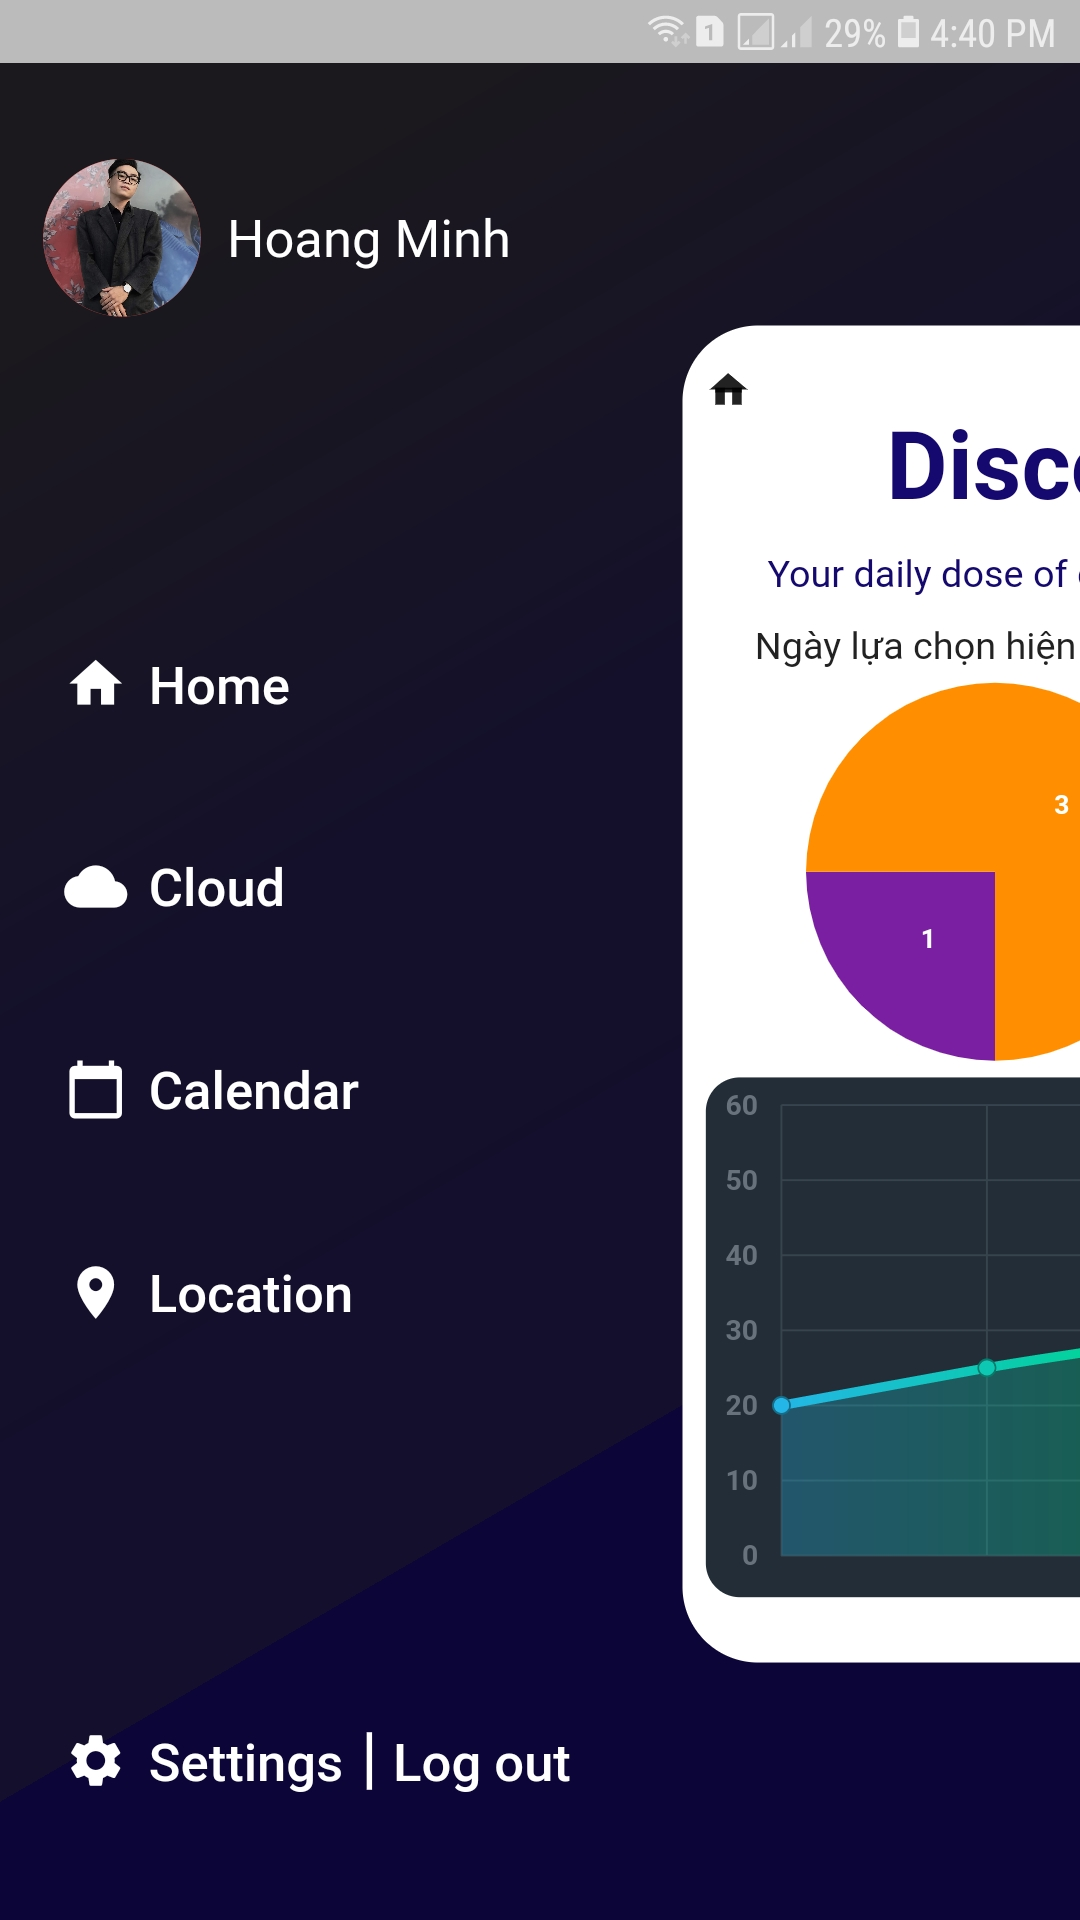 1 29% 4:40 PM
Hoang Minh
Disc
Your daily dose of
Ngày lựa chọn hiện
3
1
Home
Cloud
Calendar
Location
60
50
40
30
20
10
0
Settings | Log out